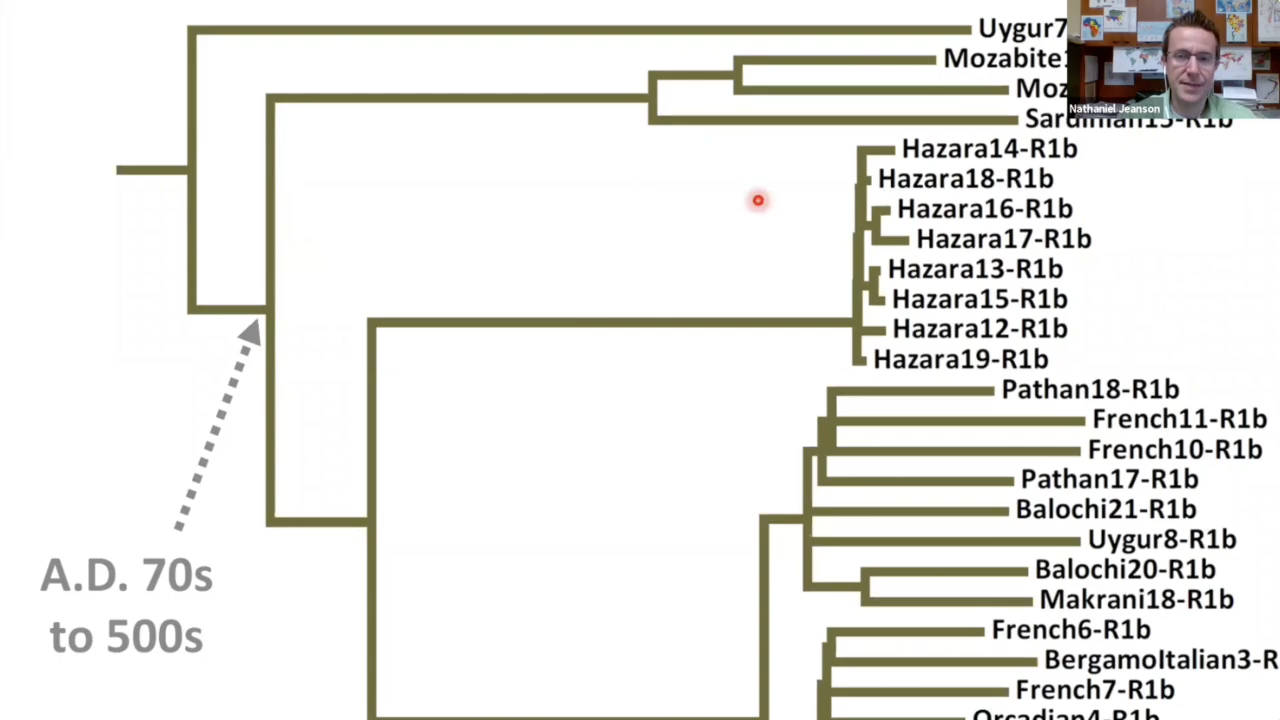 Uygur7
Mozabite
Nathaniel Jeanson
Hazara14-R1b
Hazara18-R1b
Hazara16-R1b
Hazara17-R1b
Hazara13-R1b
Hazara15-R1b
Hazara12-R1b
Hazara19-R1b
Pathan18-R1b
French11-R1b
French10-R1b
Pathan17-R1b
Balochi21-R1b
Uygur8-R1b
Balochi20-R1b
Makrani18-R1b
French6-R1b
BergamoItalian3-R
French7-R1b
Orcadian4-R1b
A.D. 70s
to 500s